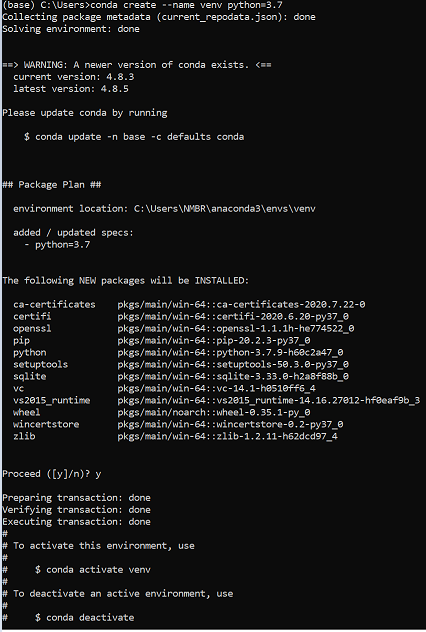 (base) C:\Users>conda create --name venv python=3.7
Collecting package metadata (current_repodata.json): done
Solving environment: done
==> WARNING: A newer version of conda exists. <==
current version: 4.8.3
latest version: 4.8.5
Please update conda by running
$ conda update -n base -c defaults conda
## Package Plan ##
environment location: C:\Users\NMBR\anaconda3\envs\venv
added / updated specs:
- python=3.7
The following NEW packages will be INSTALLED:
ca-certificates pkgs/main/win-64::ca-certificates-2020.7.22-0
certifi pkgs/main/win-64::certifi-2020.6.20-py37_0
openssl pkgs/main/win-64::openssl-1.1.1h-he774522_0
pip pkgs/main/win-64::pip-20.2.3-py37_0
python pkgs/main/win-64::python-3.7.9-h60c2a47_0
setuptools pkgs/main/win-64::setuptools-50.3.0-py37_0
sqlite pkgs/main/win-64::sqlite-3.33.0-h2a8f88b_0
vc pkgs/main/win-64::vc-14.1-h0510ff6_4
vs2015_runtime pkgs/main/win-64::vs2015_runtime-14.16.27012-hf0eaf9b_3
wheel pkgs/main/noarch::wheel-0.35.1-py_0
wincertstore pkgs/main/win-64::wincertstore-0.2-py37_0
zlib pkgs/main/win-64::zlib-1.2.11-h62dcd97_4
Proceed ([y]/n)? y
Preparing transaction: done
Verifying transaction: done
Executing transaction: done
#
# To activate this environment, use
#
# $ conda activate venv
#
# To deactivate an active environment, use
#
# $ conda deactivate